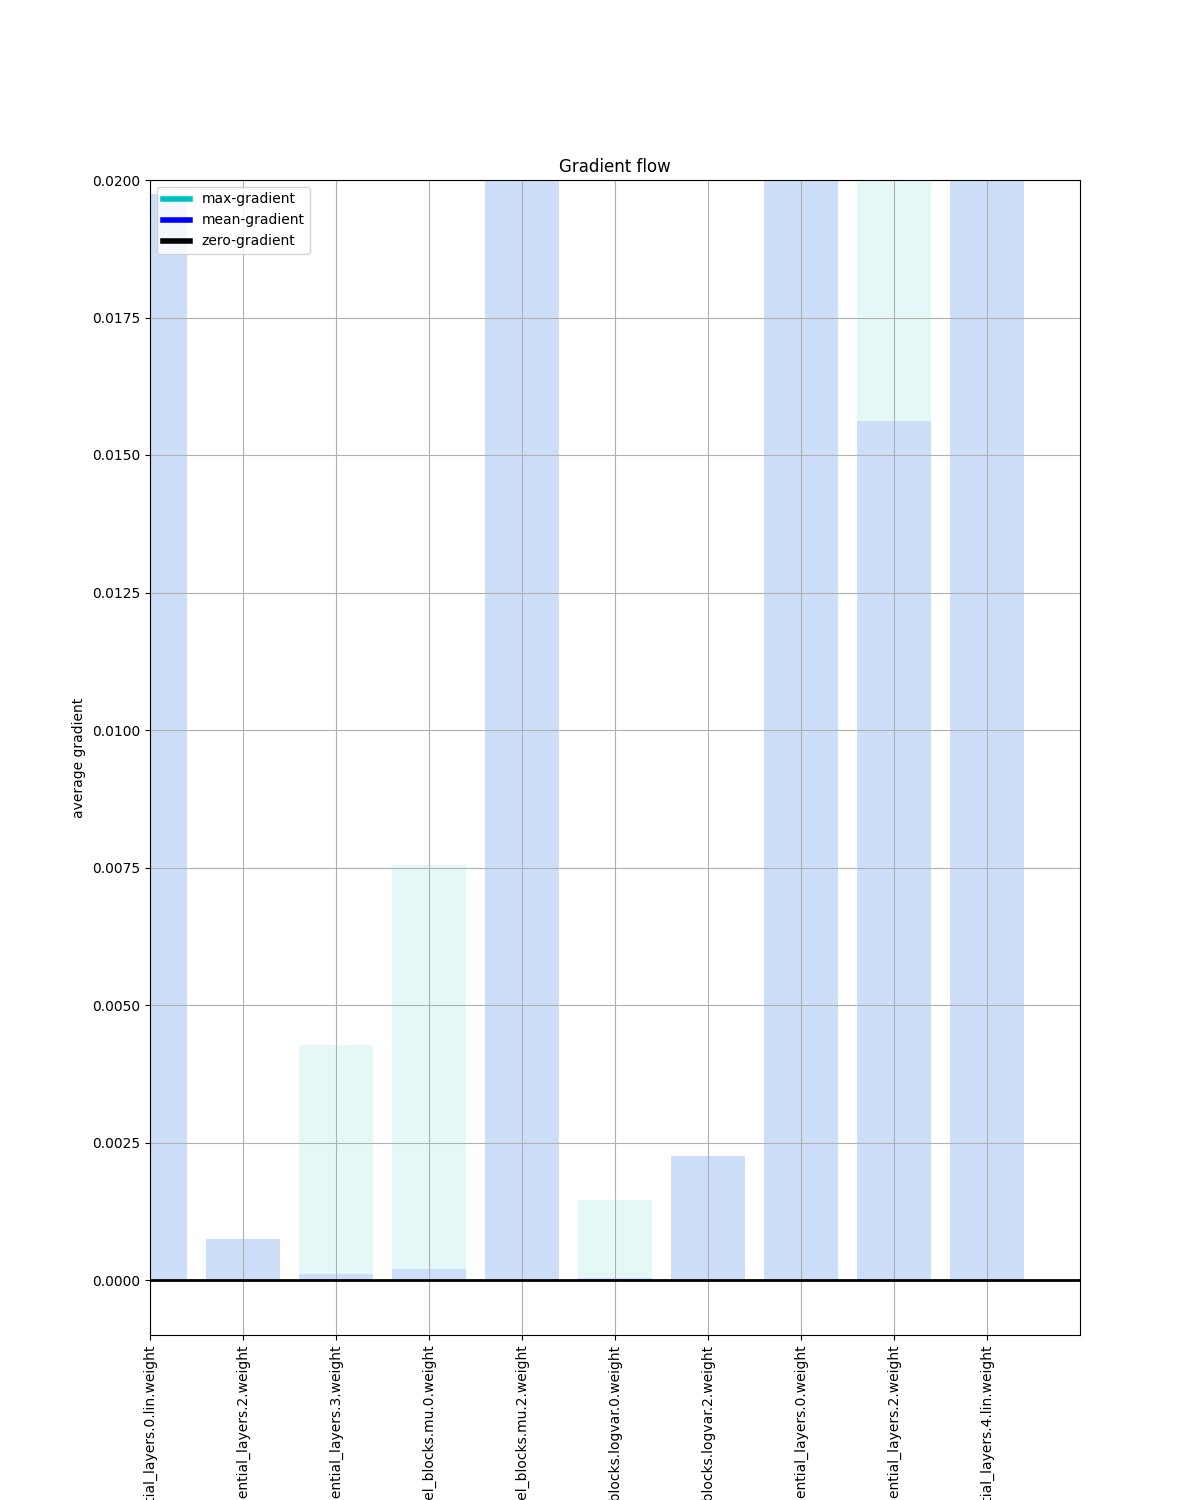 Gradient flow
max-gradient
mean-gradient
zero-gradient
0.0200
0.0175
0.0150
0.0125
0.0100
0.0075
0.0050
0.0025
0.0000
average gradient
tial_layers.0.lin.weight
ential_layers.2.weight
ential_layers.3.weight
el_blocks.mu.0.weight
el_blocks.mu.2.weight
blocks.logvar.0.weight
blocks.logvar.2.weight
ential_layers.0.weight
ential_layers.2.weight
tial_layers.4.lin.weight